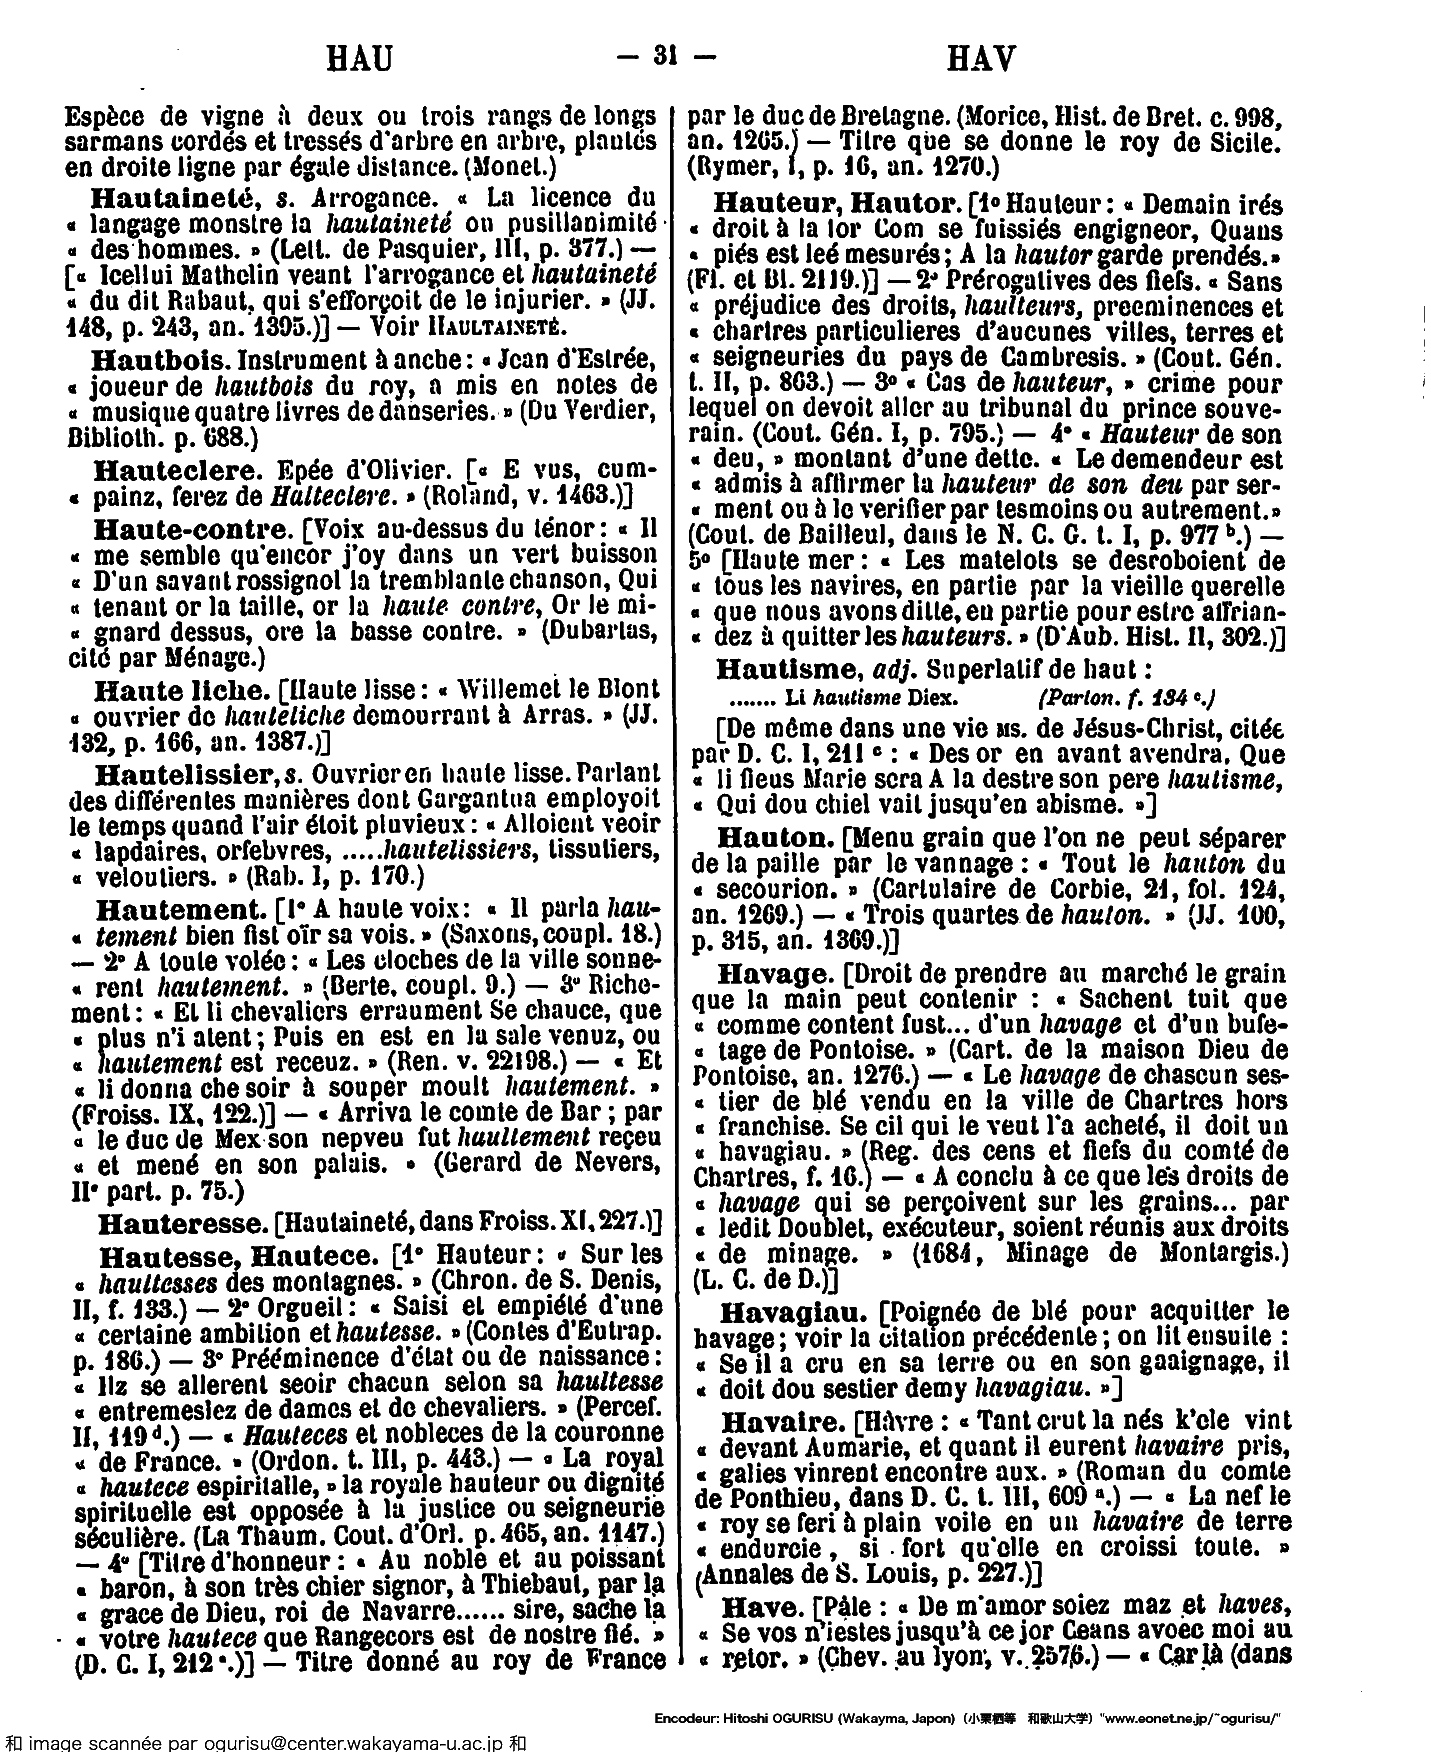 HAU — 31 — HAV
Espèce de vigne à deux ou trois rangs de longs
sarmans cordés et tressés d'arbre en arbre, plantés
en droite ligne par égale distance. (Monet.)
Hautaineté, s. Arrogance. « La licence du
« langage monstre la hautaineté ou pusillanimité
« des hommes. » (Lett. de Pasquier, III, p. 377.) —
[« Icellui Mathelin veant l'arrogance et hautaineté
« du dit Rabaut, qui s'efforçoit de le injurier. » (JJ.
148, p. 243, an. 1395.)] — Voir HAULTAINETÉ.
Hautbois. Instrument à anche : « Jean d'Estrée,
« joueur de hautbois du roy, a mis en notes de
« musique quatre livres de danseries. » (Du Verdier,
Biblioth. p. 688.)
Hauteclere. Epée d'Olivier. [« E vus, cum-
« painz, ferez de Halteclere. » (Roland, v. 1463.)]
Haute-contre. [Voix au-dessus du ténor : « Il
« me semble qu'encor j'oy dans un vert buisson
« D'un savant rossignol la tremblante chanson, Qui
« tenant or la taille, or la haute contre, Or le mi-
« gnard dessus, ore la basse contre. » (Dubartas,
cité par Ménage.)
Haute liche. [Haute lisse : « Willemet le Blont
« ouvrier de hauteliche demourrant à Arras. » (JJ.
132, p. 166, an. 1387.)]
Hautelissier, s. Ouvrier en haute lisse. Parlant
des différentes manières dont Gargantua employoit
le temps quand l'air étoit pluvieux : « Alloient veoir
« lapdaires, orfebvres, .....hautelissiers, tissutiers,
« veloutiers. » (Rab. I, p. 170.)
Hautement. [1° A haute voix : « Il parla hau-
« tement bien fist oïr sa vois. » (Saxons, coupl. 18.)
— 2° A toute volée : « Les cloches de la ville sonne-
« rent hautement. » (Berte, coupl. 9.) — 3° Riche-
ment : « Et li chevaliers erraument Se chauce, que
« plus n'i atent ; Puis en est en la sale venuz, ou
« hautement est receuz. » (Ren. v. 22198.) — « Et
« li donna che soir à souper moult hautement. »
(Froiss. IX, 122.)] — « Arriva le comte de Bar ; par
« le duc de Mex son nepveu fut haultement reçeu
« et mené en son palais. » (Gerard de Nevers,
II° part. p. 75.)
Hauteresse. [Hautaineté, dans Froiss. XI, 227.)]
Hautesse, Hautece. [1° Hauteur : « Sur les
« haultesses des montagnes. » (Chron. de S. Denis,
II, f. 133.) — 2° Orgueil : « Saisi et empiété d'une
« certaine ambition et hautesse. » (Contes d'Eutrap.
p. 186.) — 3° Prééminence d'état ou de naissance :
« Ilz se allerent seoir chacun selon sa haultesse
« entremeslez de dames et de chevaliers. » (Percef.
II, 119 d.) — « Hauteces et nobleces de la couronne
« de France. » (Ordon. t. III, p. 443.) — « La royal
« hautece espiritalle, » la royale hauteur ou dignité
spirituelle est opposée à la justice ou seigneurie
séculière. (La Thaum. Cout. d'Orl. p. 465, an. 1147.)
— 4° [Titre d'honneur : « Au noble et au poissant
« baron, à son très chier signor, à Thiebaut, par la
« grace de Dieu, roi de Navarre...... sire, sache la
« votre hautece que Rangecors est de nostre fié. »
(D. C. I, 212 a.)] — Titre donné au roy de France
par le duc de Bretagne. (Morice, Hist. de Bret. c. 998,
an. 1265.) — Titre que se donne le roy de Sicile.
(Rymer, I, p. 16, an. 1270.)
Hauteur, Hautor. [1° Hauteur : « Demain irés
« droit à la tor Com se fuissiés engigneor, Quans
« piés est leé mesurés ; A la hautor garde prendés. »
(Fl. et Bl. 2119.)] — 2° Prérogatives des fiefs. « Sans
« préjudice des droits, haulteurs, preeminences et
« chartres particulieres d'aucunes villes, terres et
« seigneuries du pays de Cambresis. » (Cout. Gén.
t. II, p. 863.) — 3° « Cas de hauteur, » crime pour
lequel on devoit aller au tribunal du prince souve-
rain. (Cout. Gén. I, p. 795.) — 4° « Hauteur de son
« deu, » montant d'une dette. « Le demendeur est
« admis à affirmer la hauteur de son deu par ser-
« ment ou à le verifier par tesmoins ou autrement. »
(Cout. de Bailleul, dans le N. C. G. t. I, p. 977 b.) —
5° [Haute mer : « Les matelots se desroboient de
« tous les navires, en partie par la vieille querelle
« que nous avons ditte, en partie pour estre affrian-
« dez à quitter les hauteurs. » (D'Aub. Hist. II, 302.)]
Hautisme, adj. Superlatif de haut :
....... Li hautisme Diex. (Parton. f. 134 c.)
[De même dans une vie ms. de Jésus-Christ, citée
par D. C. I, 211 c : « Des or en avant avendra, Que
« li fieus Marie sera A la destre son pere hautisme,
« Qui dou chiel vait jusqu'en abisme. »]
Hauton. [Menu grain que l'on ne peut séparer
de la paille par le vannage : « Tout le hauton du
« secourion. » (Cartulaire de Corbie, 21, fol. 124,
an. 1269.) — « Trois quartes de hauton. » (JJ. 100,
p. 315, an. 1369.)]
Havage. [Droit de prendre au marché le grain
que la main peut contenir : « Sachent tuit que
« comme content fust... d'un havage et d'un bufe-
« tage de Pontoise. » (Cart. de la maison Dieu de
Pontoise, an. 1276.) — « Le havage de chascun ses-
« tier de blé vendu en la ville de Chartres hors
« franchise. Se cil qui le veut l'a acheté, il doit un
« havagiau. » (Reg. des cens et fiefs du comté de
Chartres, f. 16.) — « A conclu à ce que les droits de
« havage qui se perçoivent sur les grains... par
« ledit Doublet, exécuteur, soient réunis aux droits
« de minage. » (1684, Minage de Montargis.)
(L. C. de D.)]
Havagiau. [Poignée de blé pour acquitter le
havage ; voir la citation précédente ; on lit ensuite :
« Se il a cru en sa terre ou en son gaaignage, il
« doit dou sestier demy havagiau. »]
Havaire. [Hâvre : « Tant crut la nés k'ele vint
« devant Aumarie, et quant il eurent havaire pris,
« galies vinrent encontre aux. » (Roman du comte
de Ponthieu, dans D. C. t. III, 609 a.) — « La nef le
« roy se feri à plain voile en un havaire de terre
« endurcie, si fort qu'elle en croissi toute. »
(Annales de S. Louis, p. 227.)]
Have. [Pâle : « De m'amor soiez maz et haves,
« Se vos n'iestes jusqu'à ce jor Ceans avoec moi au
« retor. » (Chev. au lyon, v. 2576.) — « Car là (dans
Encodeur: Hitoshi OGURISU (Wakayma, Japon) (小栗栖等 和歌山大学) "www.eonet.ne.jp/~ogurisu/"
和 image scannée par ogurisu@center.wakayama-u.ac.jp 和